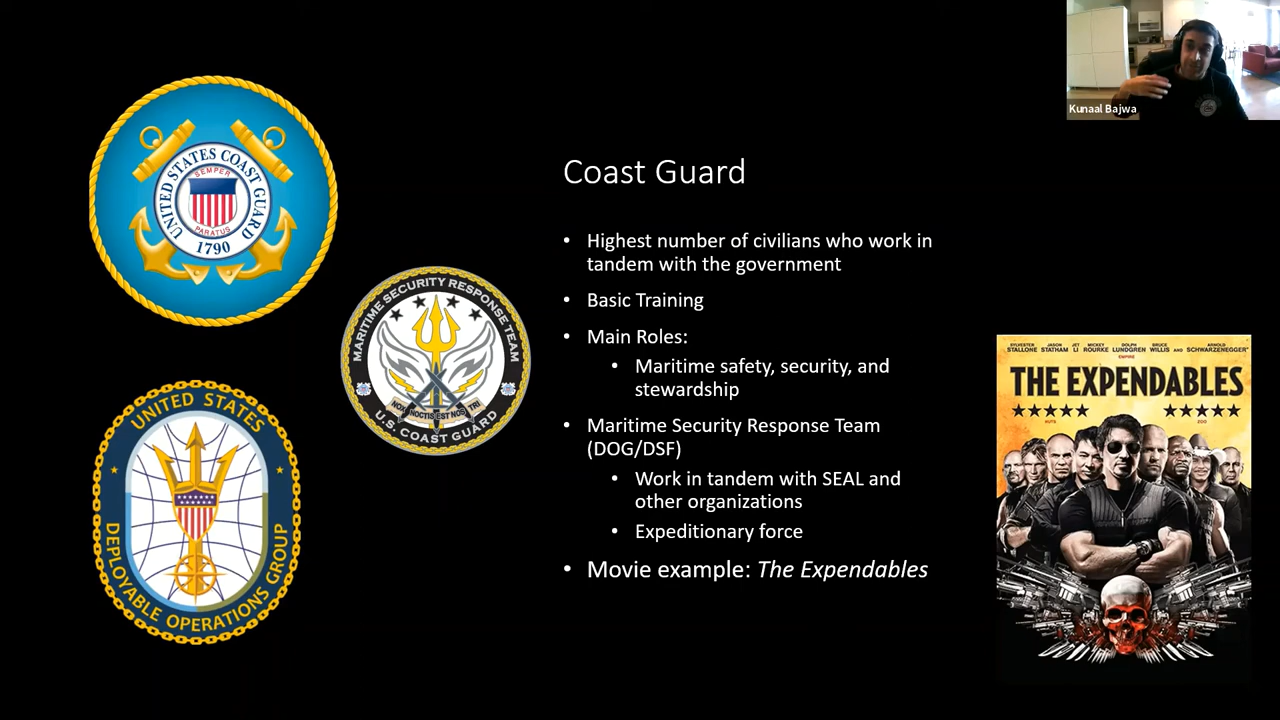 Kunaal Bajwa
UNITED STATES COAST GUARD
SEMPER
PARATUS
1790
MARITIME SECURITY RESPONSE TEAM
NOX NOCTIS EST NOSTRI
U.S. COAST GUARD
UNITED STATES
DEPLOYABLE OPERATIONS GROUP
Coast Guard
• Highest number of civilians who work in
tandem with the government
• Basic Training
• Main Roles:
• Maritime safety, security, and
stewardship
• Maritime Security Response Team
(DOG/DSF)
• Work in tandem with SEAL and
other organizations
• Expeditionary force
• Movie example: The Expendables
SYLVESTER STALLONE JASON STATHAM JET LI MICKEY ROURKE DOLPH LUNDGREN BRUCE WILLIS AND ARNOLD SCHWARZENEGGER
EMPIRE
THE EXPENDABLES
★★★★★ ★★★★★
NUTS ZOO